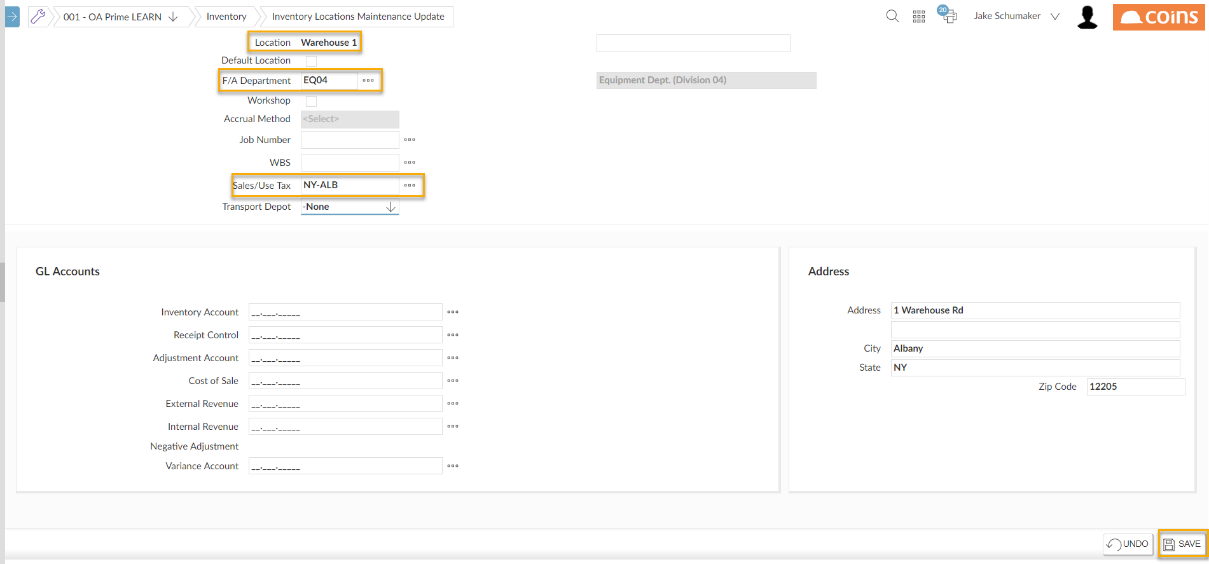 001 - OA Prime LEARN Inventory Inventory Locations Maintenance Update 20 Jake Schumaker coins
Location Warehouse 1
Default Location
F/A Department EQ04 Equipment Dept. (Division 04)
Workshop
Accrual Method <Select>
Job Number
WBS
Sales/Use Tax NY-ALB
Transport Depot -None
GL Accounts
Inventory Account __.___._____
Receipt Control __.___._____
Adjustment Account __.___._____
Cost of Sale __.___._____
External Revenue __.___._____
Internal Revenue __.___._____
Negative Adjustment
Variance Account __.___._____
Address
Address 1 Warehouse Rd
City Albany
State NY
Zip Code 12205
UNDO SAVE